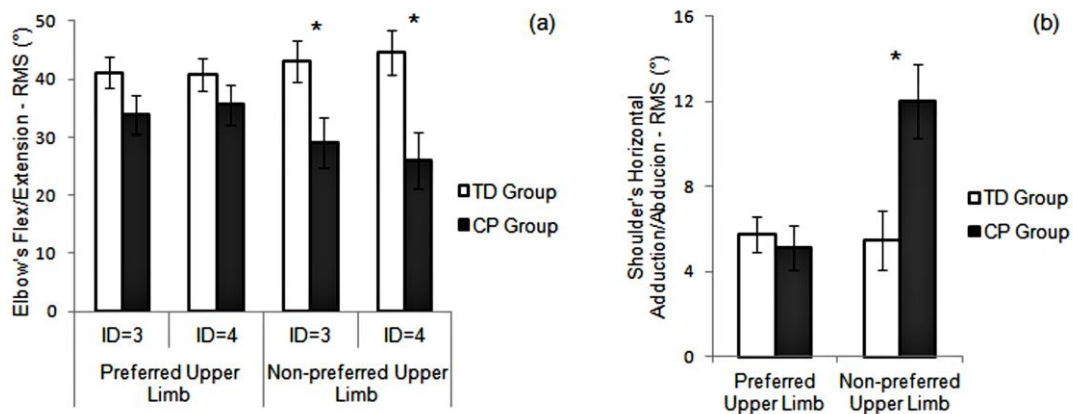 (a)
Elbow's Flex/Extension - RMS (°)
50
40
30
20
10
0
*
*
TD Group
CP Group
ID=3
ID=4
ID=3
ID=4
Preferred Upper
Limb
Non-preferred Upper
Limb
(b)
Shoulder's Horizontal
Adduction/Abducion - RMS (°)
16
12
8
4
0
*
TD Group
CP Group
Preferred
Upper Limb
Non-preferred
Upper Limb